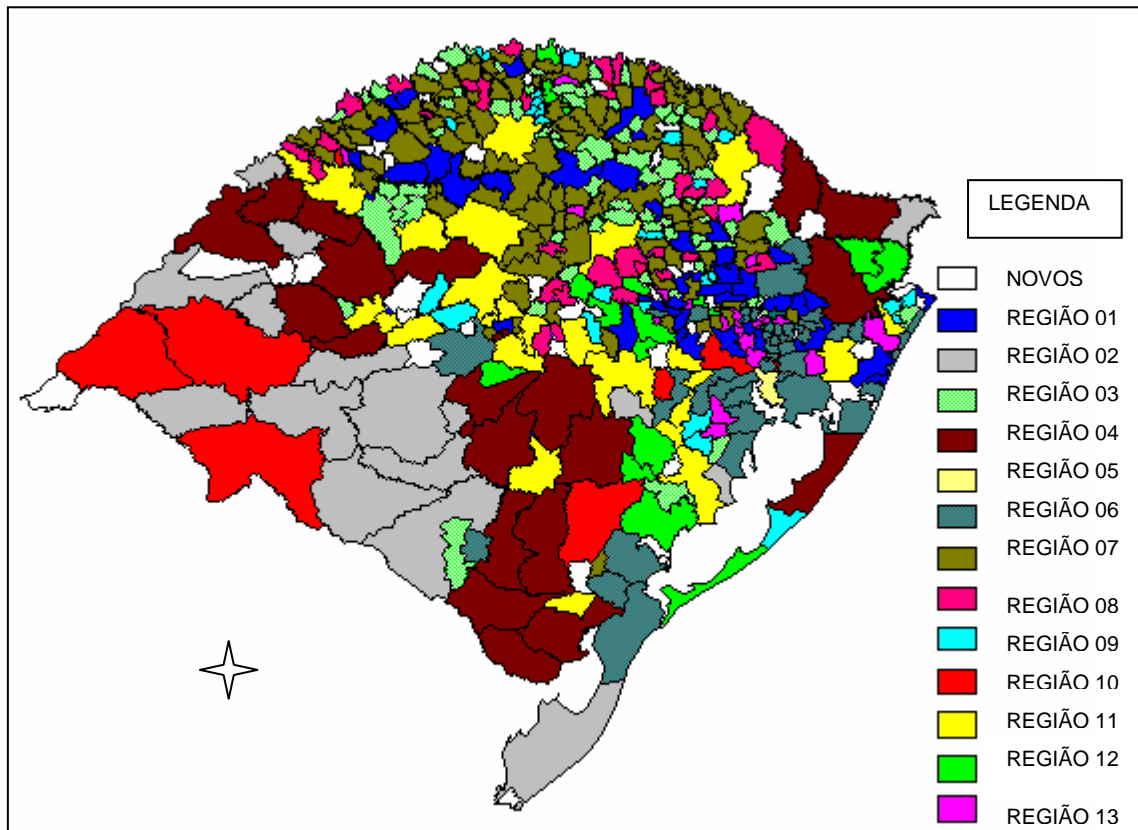 LEGENDA
NOVOS
REGIÃO 01
REGIÃO 02
REGIÃO 03
REGIÃO 04
REGIÃO 05
REGIÃO 06
REGIÃO 07
REGIÃO 08
REGIÃO 09
REGIÃO 10
REGIÃO 11
REGIÃO 12
REGIÃO 13